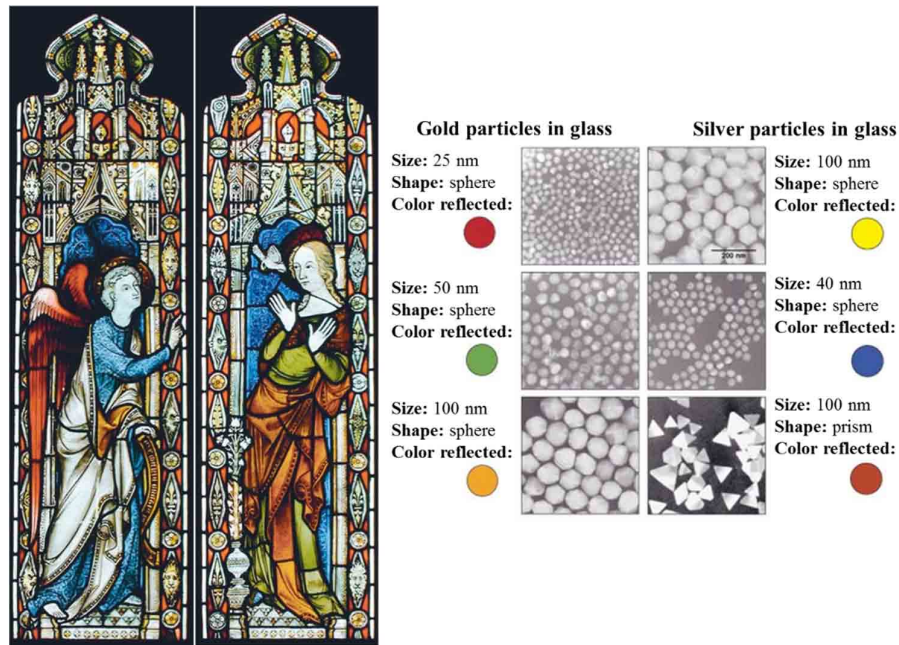 Gold particles in glass
Silver particles in glass
Size: 25 nm
Shape: sphere
Color reflected:
Size: 50 nm
Shape: sphere
Color reflected:
Size: 100 nm
Shape: sphere
Color reflected:
200 nm
Size: 100 nm
Shape: sphere
Color reflected:
Size: 40 nm
Shape: sphere
Color reflected:
Size: 100 nm
Shape: prism
Color reflected: